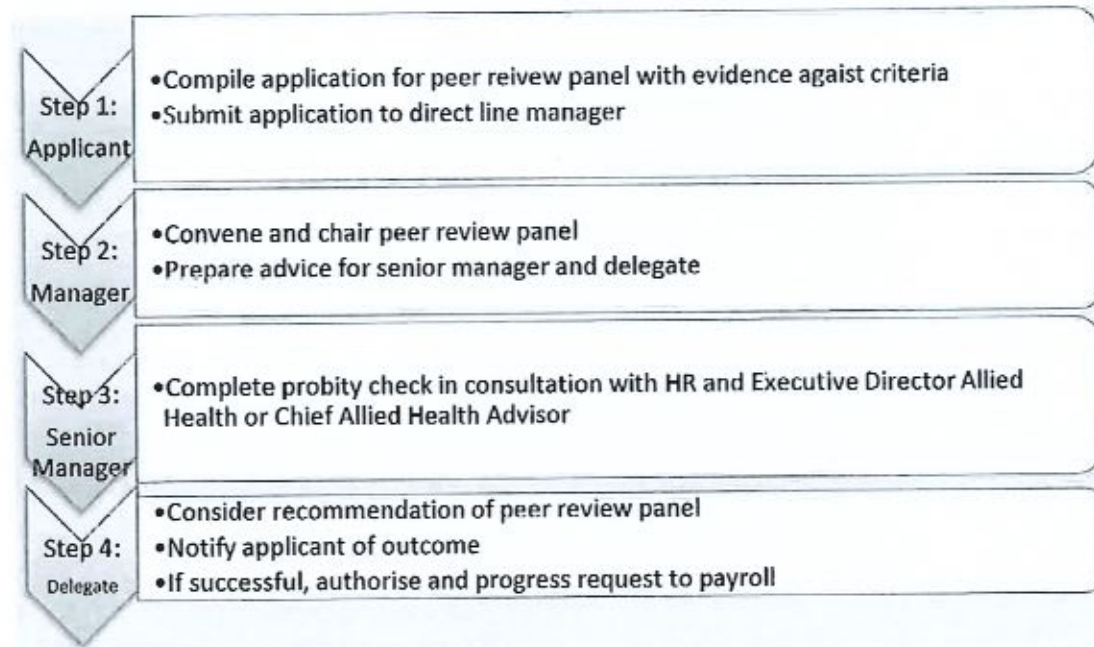 Step 1:
Applicant
•Compile application for peer reivew panel with evidence agaist criteria
•Submit application to direct line manager
Step 2:
Manager
•Convene and chair peer review panel
•Prepare advice for senior manager and delegate
Step 3:
Senior
Manager
•Complete probity check in consultation with HR and Executive Director Allied
Health or Chief Allied Health Advisor
Step 4:
Delegate
•Consider recommendation of peer review panel
•Notify applicant of outcome
•If successful, authorise and progress request to payroll